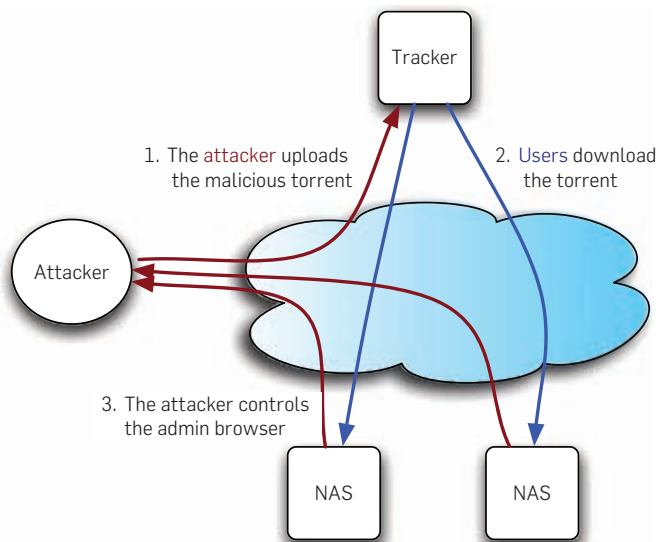 Tracker
1. The attacker uploads
the malicious torrent
2. Users download
the torrent
Attacker
3. The attacker controls
the admin browser
NAS
NAS